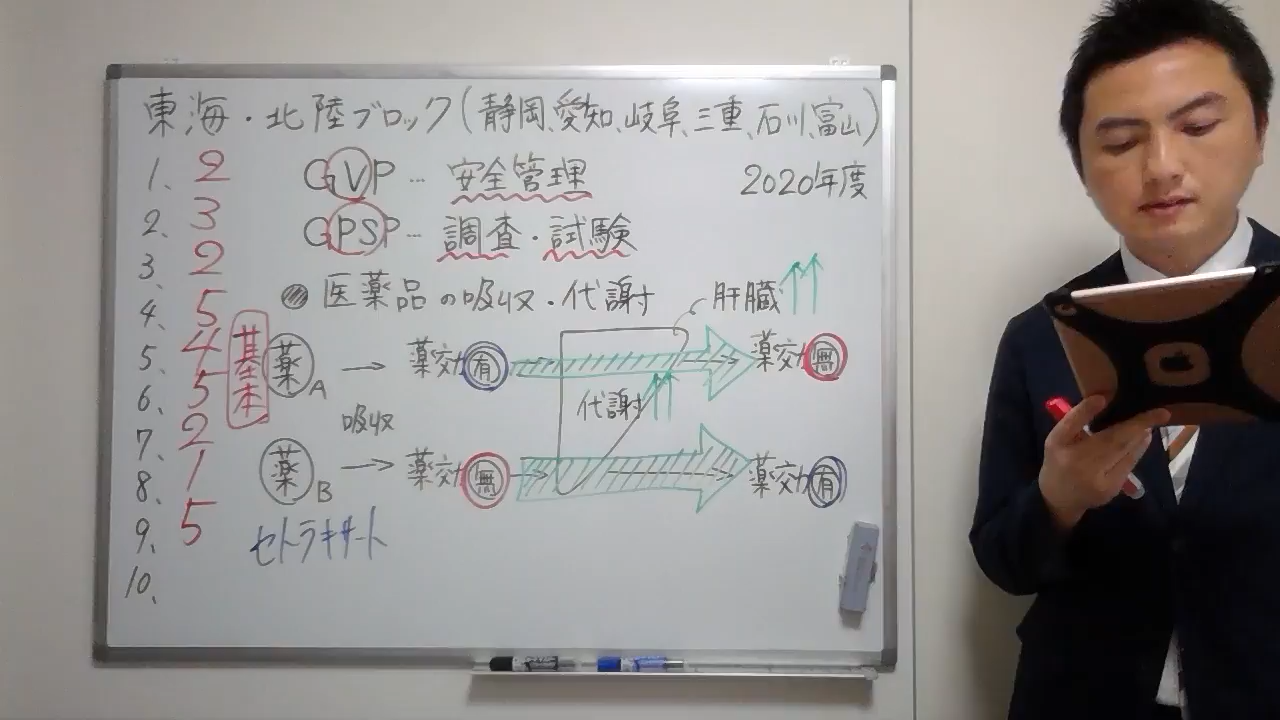 東海・北陸ブロック(静岡、愛知、岐阜、三重、石川、富山)
2020年度
1、2
2、3
3、2
4、5
5、4
6、5
7、2
8、1
9、5
10、
GVP…安全管理
GPSP…調査・試験
医薬品の吸収・代謝
肝臓
基本
薬A → 薬効有
薬効無
吸収
代謝
薬B → 薬効無
薬効有
セトラキサート